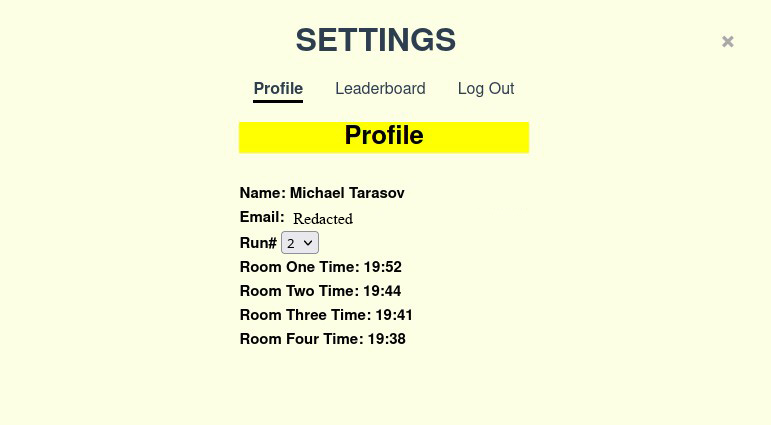 SETTINGS
×
Profile Leaderboard Log Out
Profile
Name: Michael Tarasov
Email: Redacted
Run# 2
Room One Time: 19:52
Room Two Time: 19:44
Room Three Time: 19:41
Room Four Time: 19:38